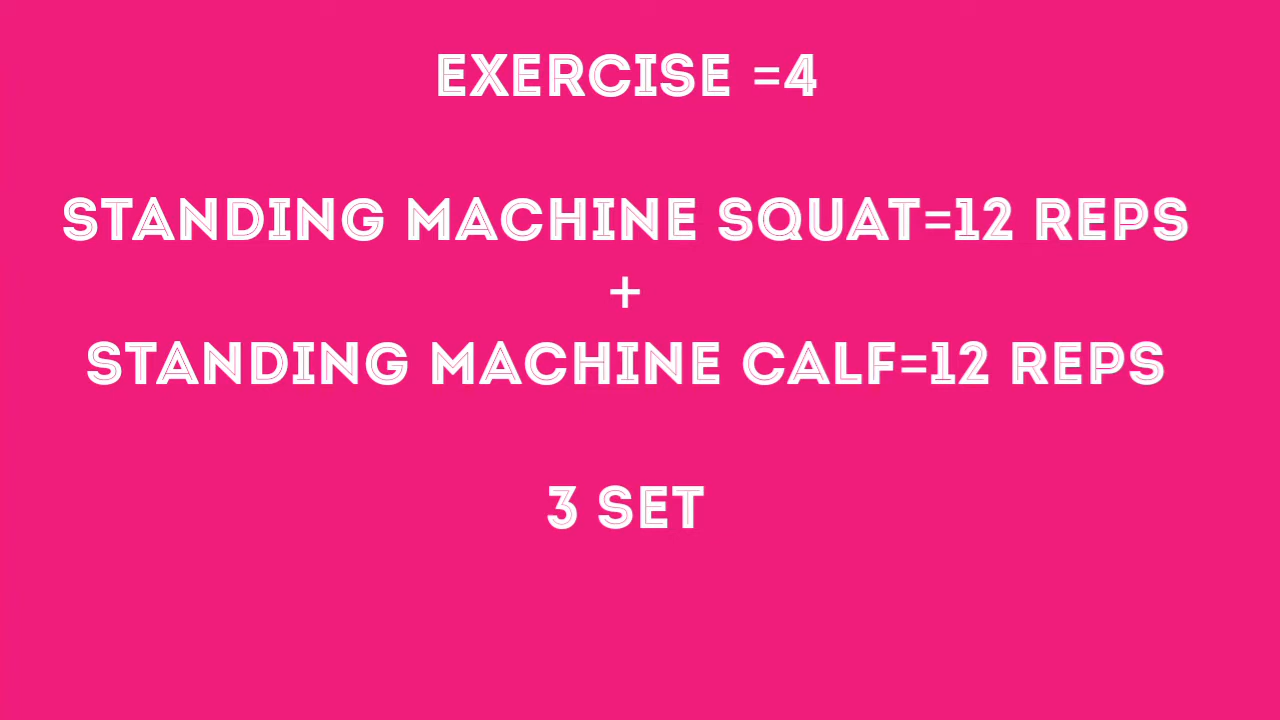 EXERCISE =4
STANDING MACHINE SQUAT=12 REPS
+
STANDING MACHINE CALF=12 REPS
3 SET